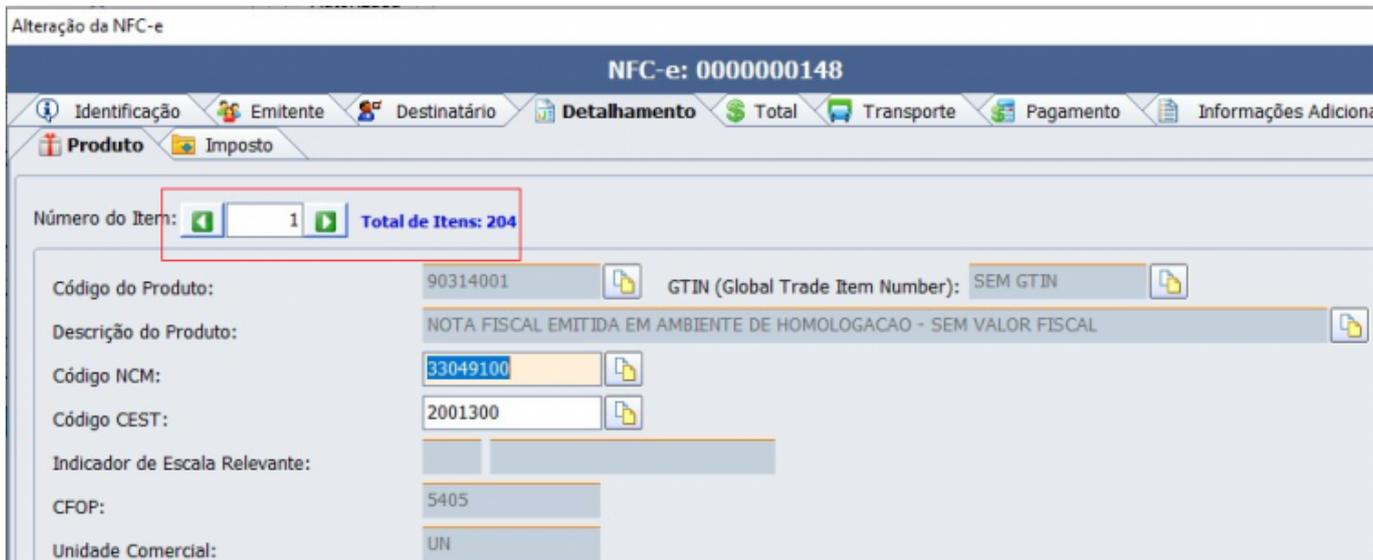 Alteração da NFC-e
NFC-e: 0000000148
Identificação Emitente Destinatário Detalhamento Total Transporte Pagamento Informações Adiciona
Produto Imposto
Número do Item: 1 Total de Itens: 204
Código do Produto: 90314001 GTIN (Global Trade Item Number): SEM GTIN
Descrição do Produto: NOTA FISCAL EMITIDA EM AMBIENTE DE HOMOLOGACAO - SEM VALOR FISCAL
Código NCM: 33049100
Código CEST: 2001300
Indicador de Escala Relevante:
CFOP: 5405
Unidade Comercial: UN